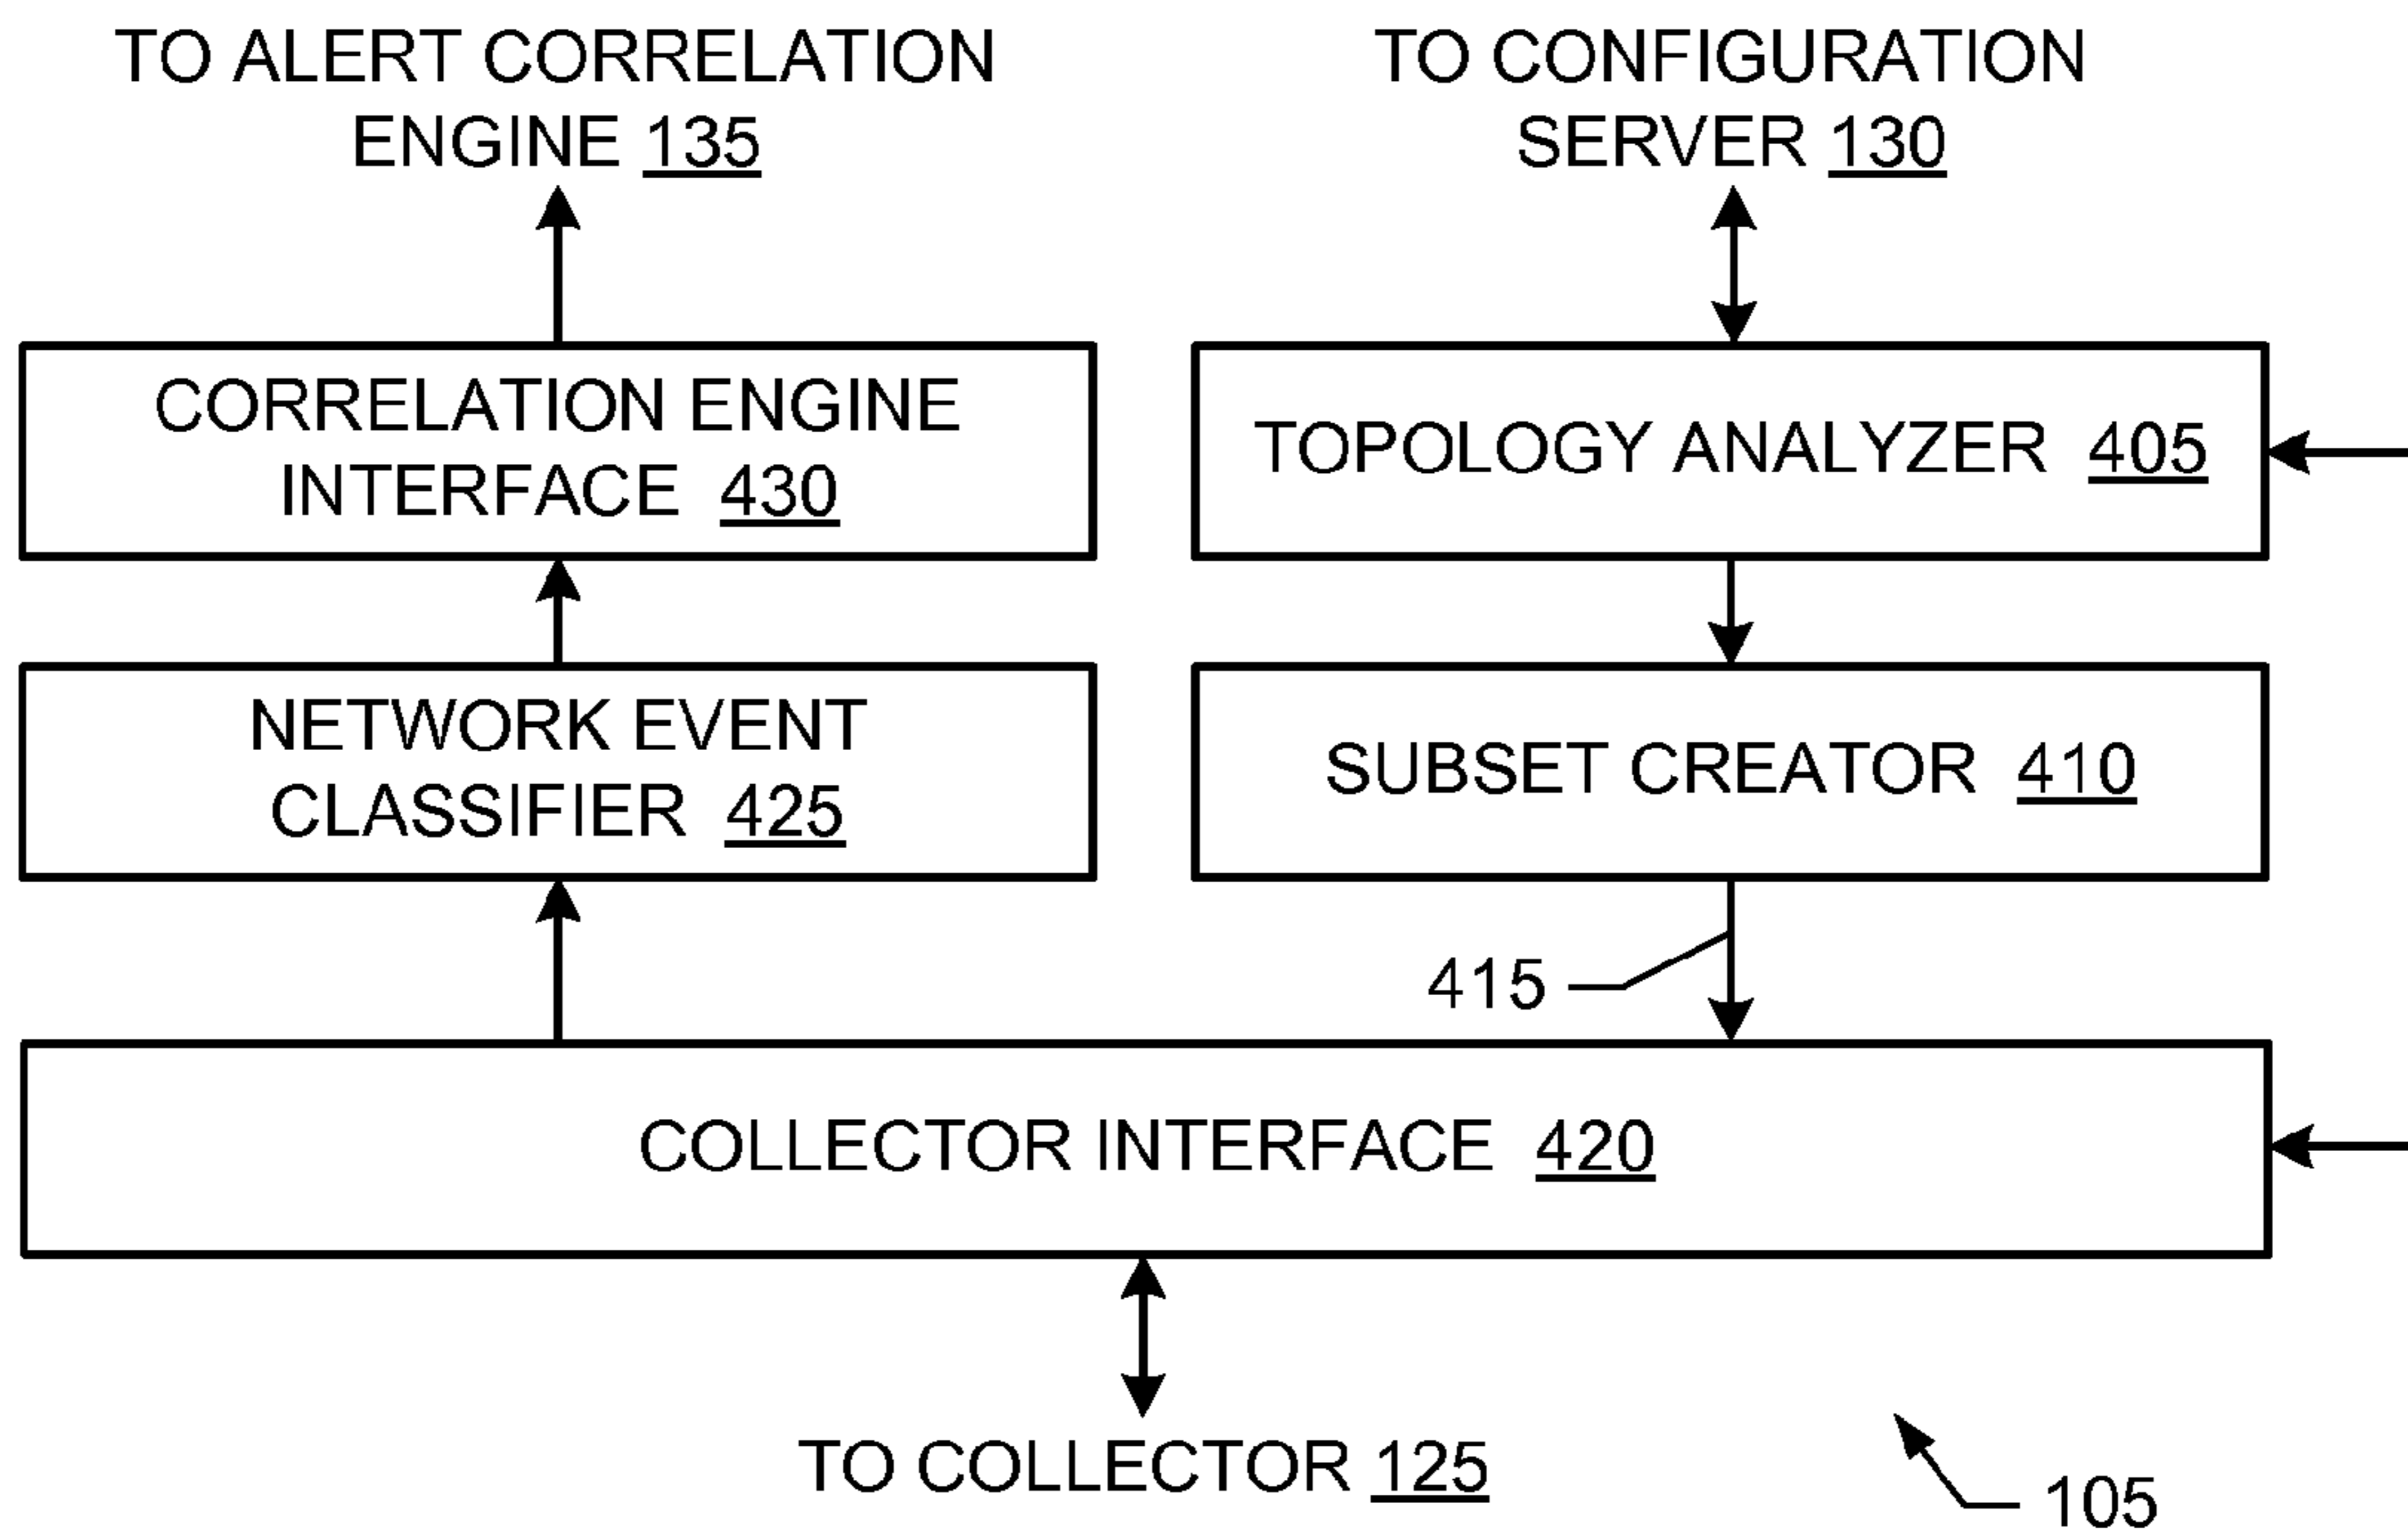 TO ALERT CORRELATION
ENGINE 135
TO CONFIGURATION
SERVER 130
CORRELATION ENGINE
INTERFACE 430
TOPOLOGY ANALYZER 405
NETWORK EVENT
CLASSIFIER 425
SUBSET CREATOR 410
415
COLLECTOR INTERFACE 420
TO COLLECTOR 125
105